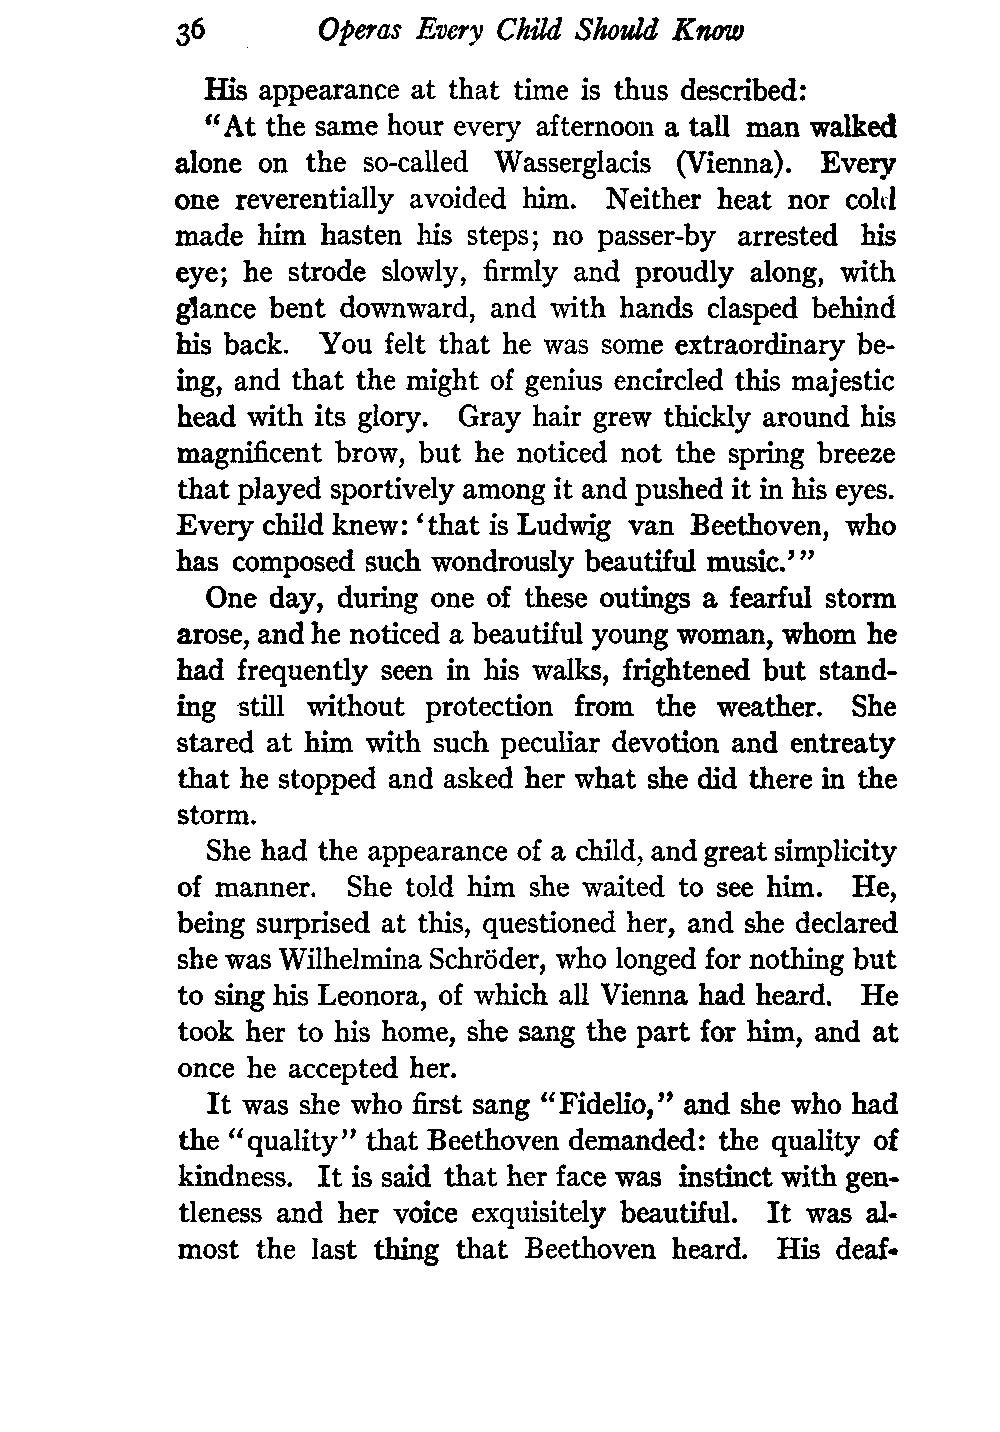 36 Operas Every Child Should Know
His appearance at that time is thus described:
“At the same hour every afternoon a tall man walked
alone on the so-called Wasserglacis (Vienna). Every
one reverentially avoided him. Neither heat nor cold
made him hasten his steps; no passer-by arrested his
eye; he strode slowly, firmly and proudly along, with
glance bent downward, and with hands clasped behind
his back. You felt that he was some extraordinary be-
ing, and that the might of genius encircled this majestic
head with its glory. Gray hair grew thickly around his
magnificent brow, but he noticed not the spring breeze
that played sportively among it and pushed it in his eyes.
Every child knew: ‘that is Ludwig van Beethoven, who
has composed such wondrously beautiful music.’”
One day, during one of these outings a fearful storm
arose, and he noticed a beautiful young woman, whom he
had frequently seen in his walks, frightened but stand-
ing still without protection from the weather. She
stared at him with such peculiar devotion and entreaty
that he stopped and asked her what she did there in the
storm.
She had the appearance of a child, and great simplicity
of manner. She told him she waited to see him. He,
being surprised at this, questioned her, and she declared
she was Wilhelmina Schröder, who longed for nothing but
to sing his Leonora, of which all Vienna had heard. He
took her to his home, she sang the part for him, and at
once he accepted her.
It was she who first sang “Fidelio,” and she who had
the “quality” that Beethoven demanded: the quality of
kindness. It is said that her face was instinct with gen-
tleness and her voice exquisitely beautiful. It was al-
most the last thing that Beethoven heard. His deaf-